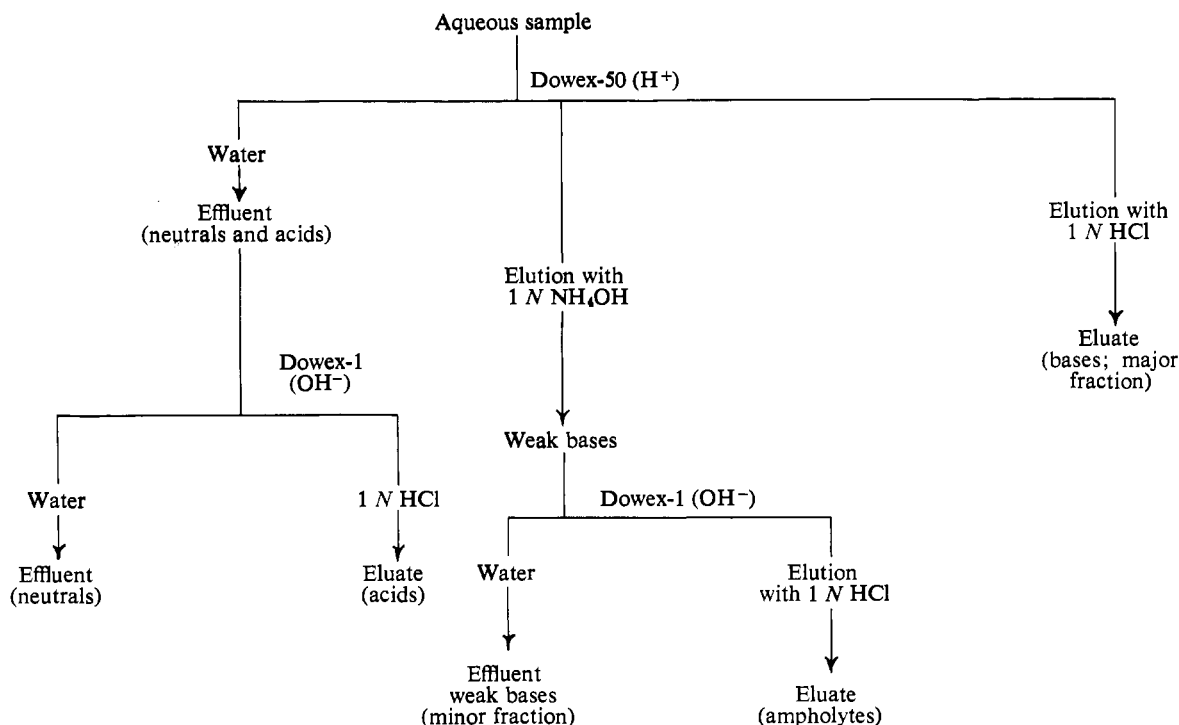 Aqueous sample
Dowex-50 (H+)
Water
Effluent
(neutrals and acids)
Elution with
1 N NH4OH
Elution with
1 N HCl
Eluate
(bases; major
fraction)
Dowex-1
(OH−)
Weak bases
Water
1 N HCl
Dowex-1 (OH−)
Effluent
(neutrals)
Eluate
(acids)
Water
Elution
with 1 N HCl
Effluent
weak bases
(minor fraction)
Eluate
(ampholytes)